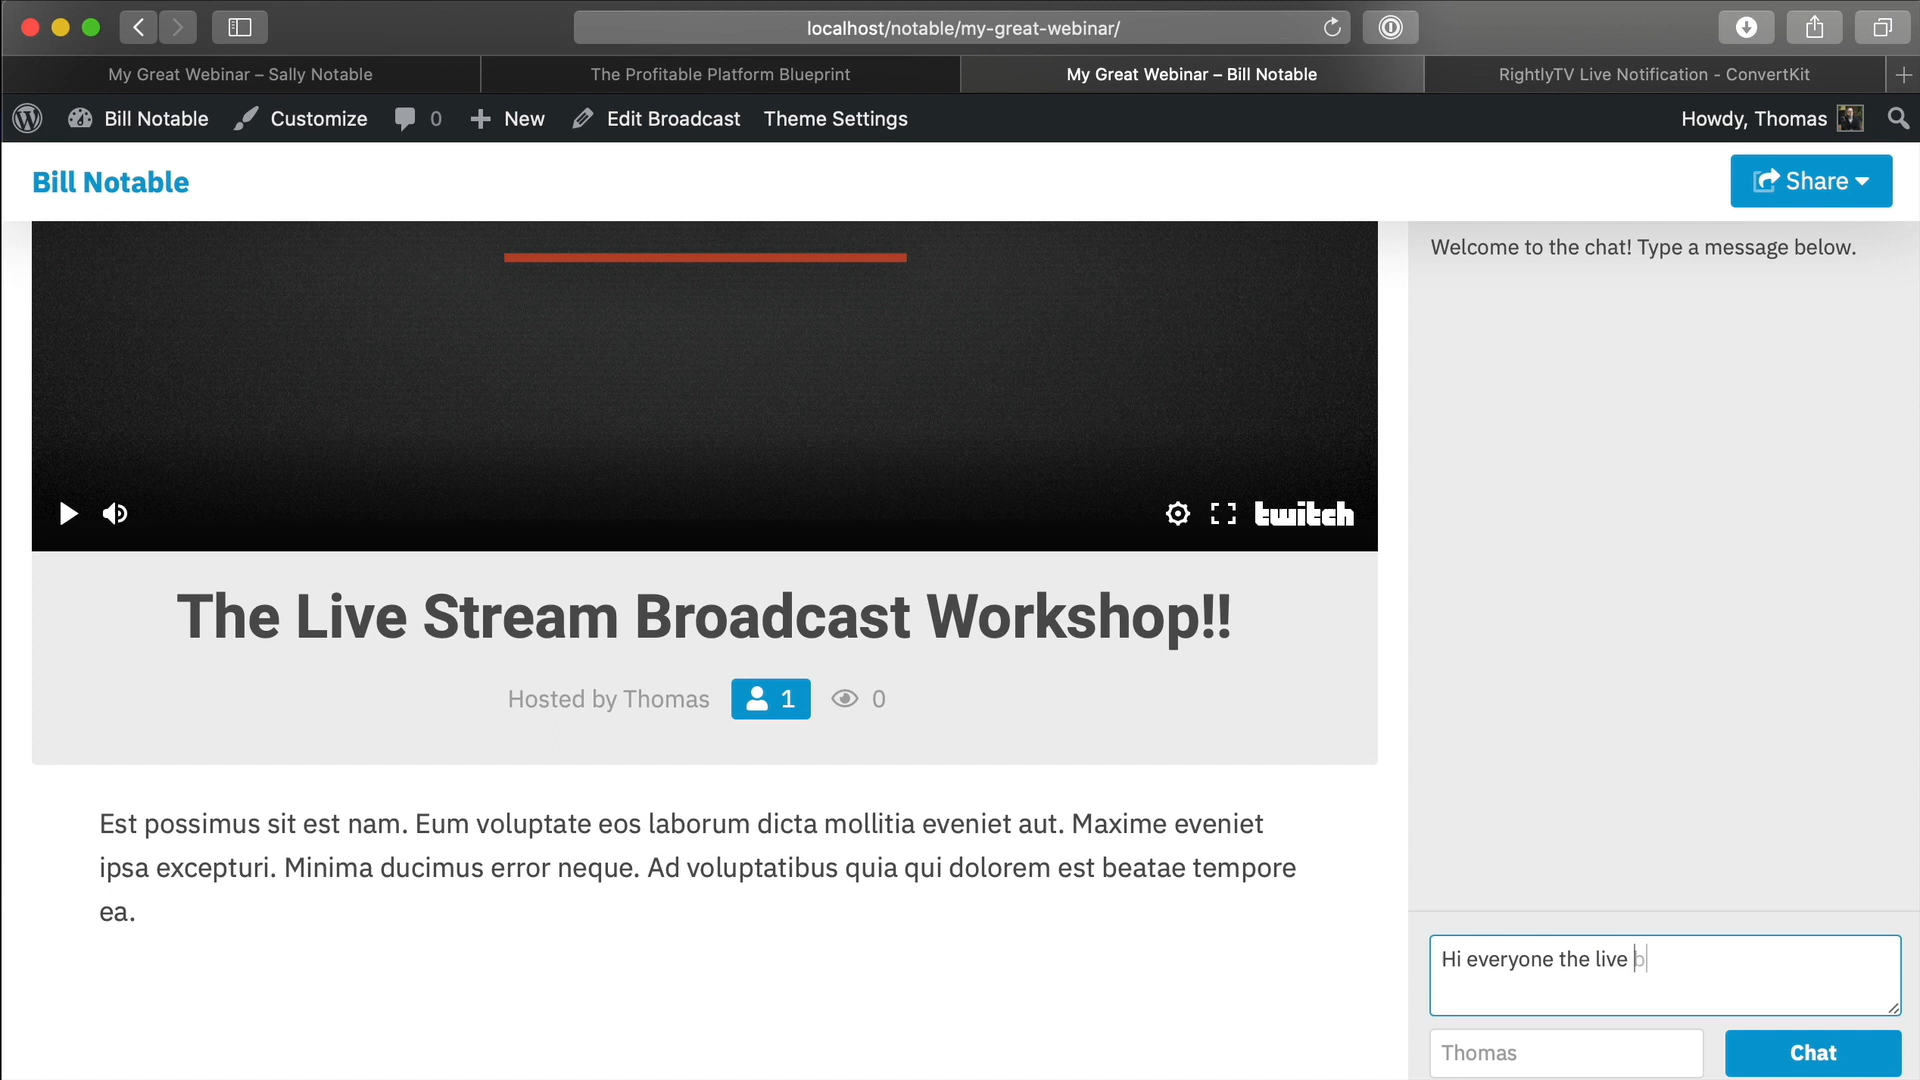 localhost/notable/my-great-webinar/
My Great Webinar – Sally Notable
The Profitable Platform Blueprint
My Great Webinar – Bill Notable
RightlyTV Live Notification - ConvertKit
Bill Notable
Customize
0
New
Edit Broadcast
Theme Settings
Howdy, Thomas
Bill Notable
Share
Welcome to the chat! Type a message below.
twitch
The Live Stream Broadcast Workshop!!
Hosted by Thomas
1
0
Est possimus sit est nam. Eum voluptate eos laborum dicta mollitia eveniet aut. Maxime eveniet
ipsa excepturi. Minima ducimus error neque. Ad voluptatibus quia qui dolorem est beatae tempore
ea.
Hi everyone the live b
Thomas
Chat